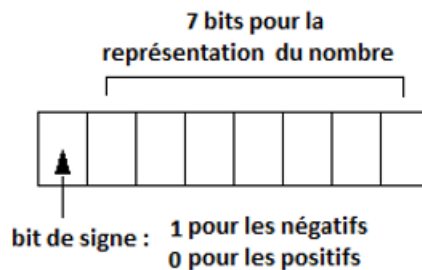 7 bits pour la
représentation du nombre
bit de signe : 1 pour les négatifs
0 pour les positifs